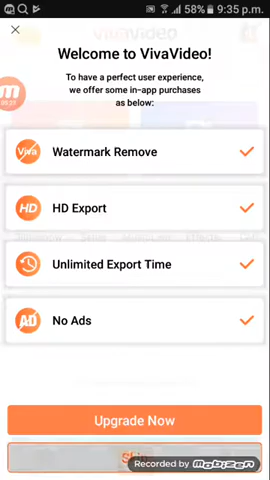 58% 9:35 p.m.
Welcome to VivaVideo!
To have a perfect user experience,
we offer some in-app purchases
as below:
Viva
Watermark Remove
HD
HD Export
Unlimited Export Time
AD
No Ads
Upgrade Now
Recorded by mobizen